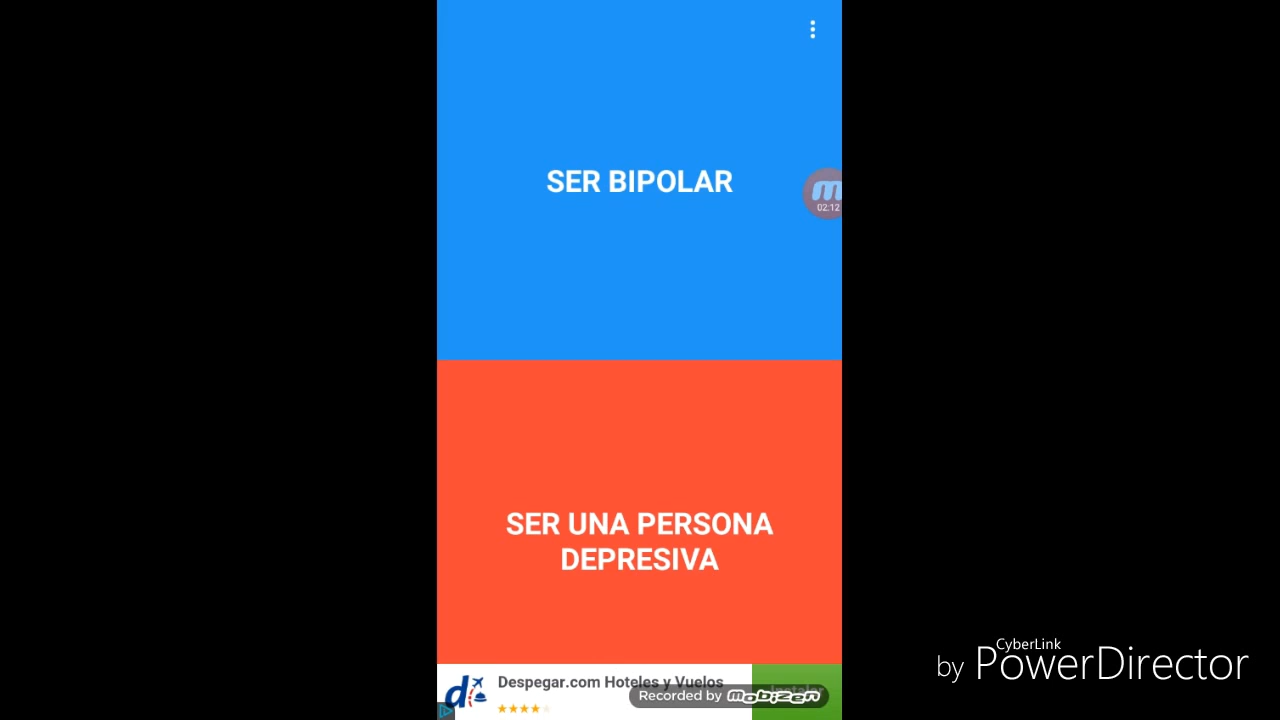 SER BIPOLAR
02:12
SER UNA PERSONA
DEPRESIVA
Despegar.com Hoteles y Vuelos
Recorded by Mobizen
CyberLink
by PowerDirector